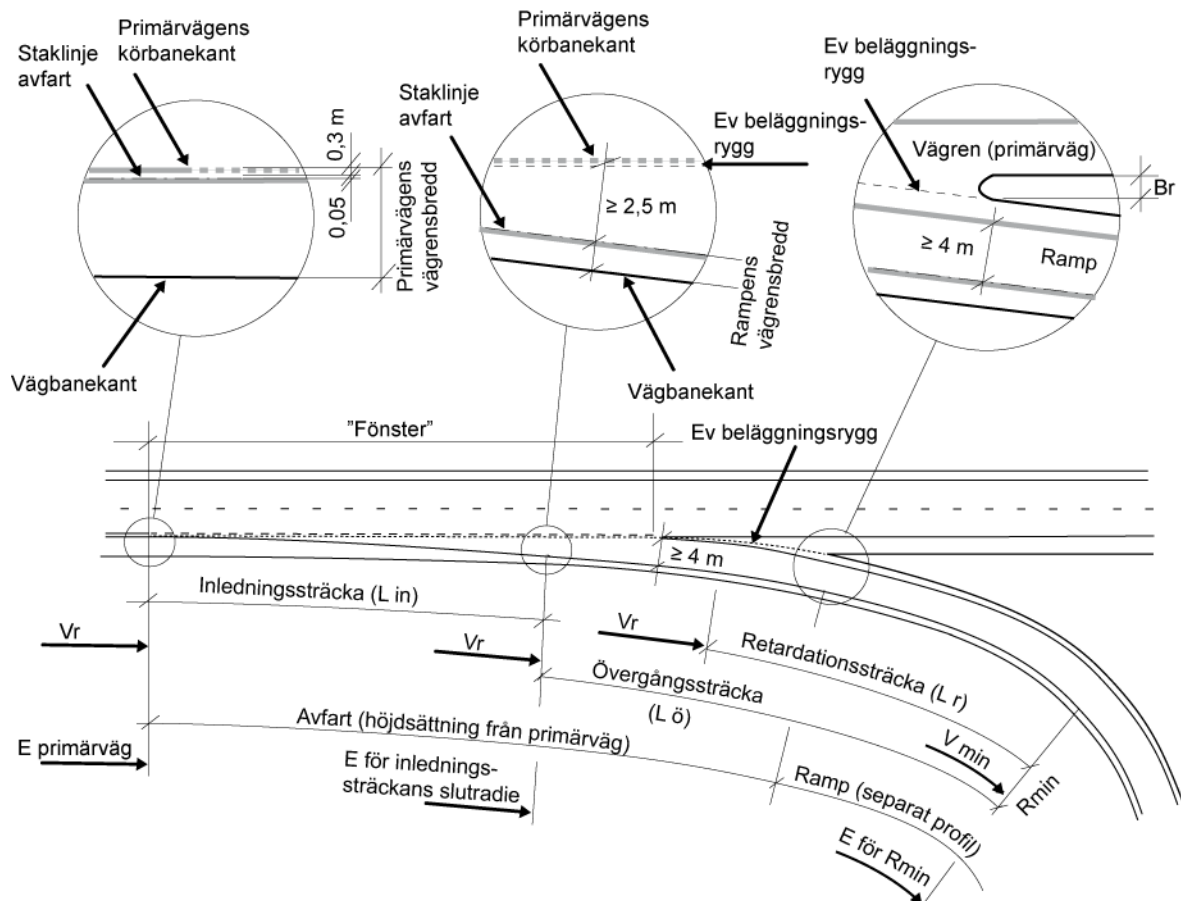 Primärvägens
körbanekant
Staklinje
avfart
0,3 m
0,05
Primärvägens
vägrensbredd
Vägbanekant
Primärvägens
körbanekant
Staklinje
avfart
Ev beläggnings-
rygg
≥ 2,5 m
Rampens
vägrensbredd
Vägbanekant
Ev beläggnings-
rygg
Vägren (primärväg)
Br
≥ 4 m
Ramp
"Fönster"
Ev beläggningsrygg
≥ 4 m
Inledningssträcka (L in)
Vr
Vr
Vr
Retardationssträcka (L r)
Övergångssträcka
(L ö)
Avfart (höjdsättning från primärväg)
E primärväg
E för inlednings-
sträckans slutradie
V min
Rmin
Ramp (separat profil)
E för Rmin